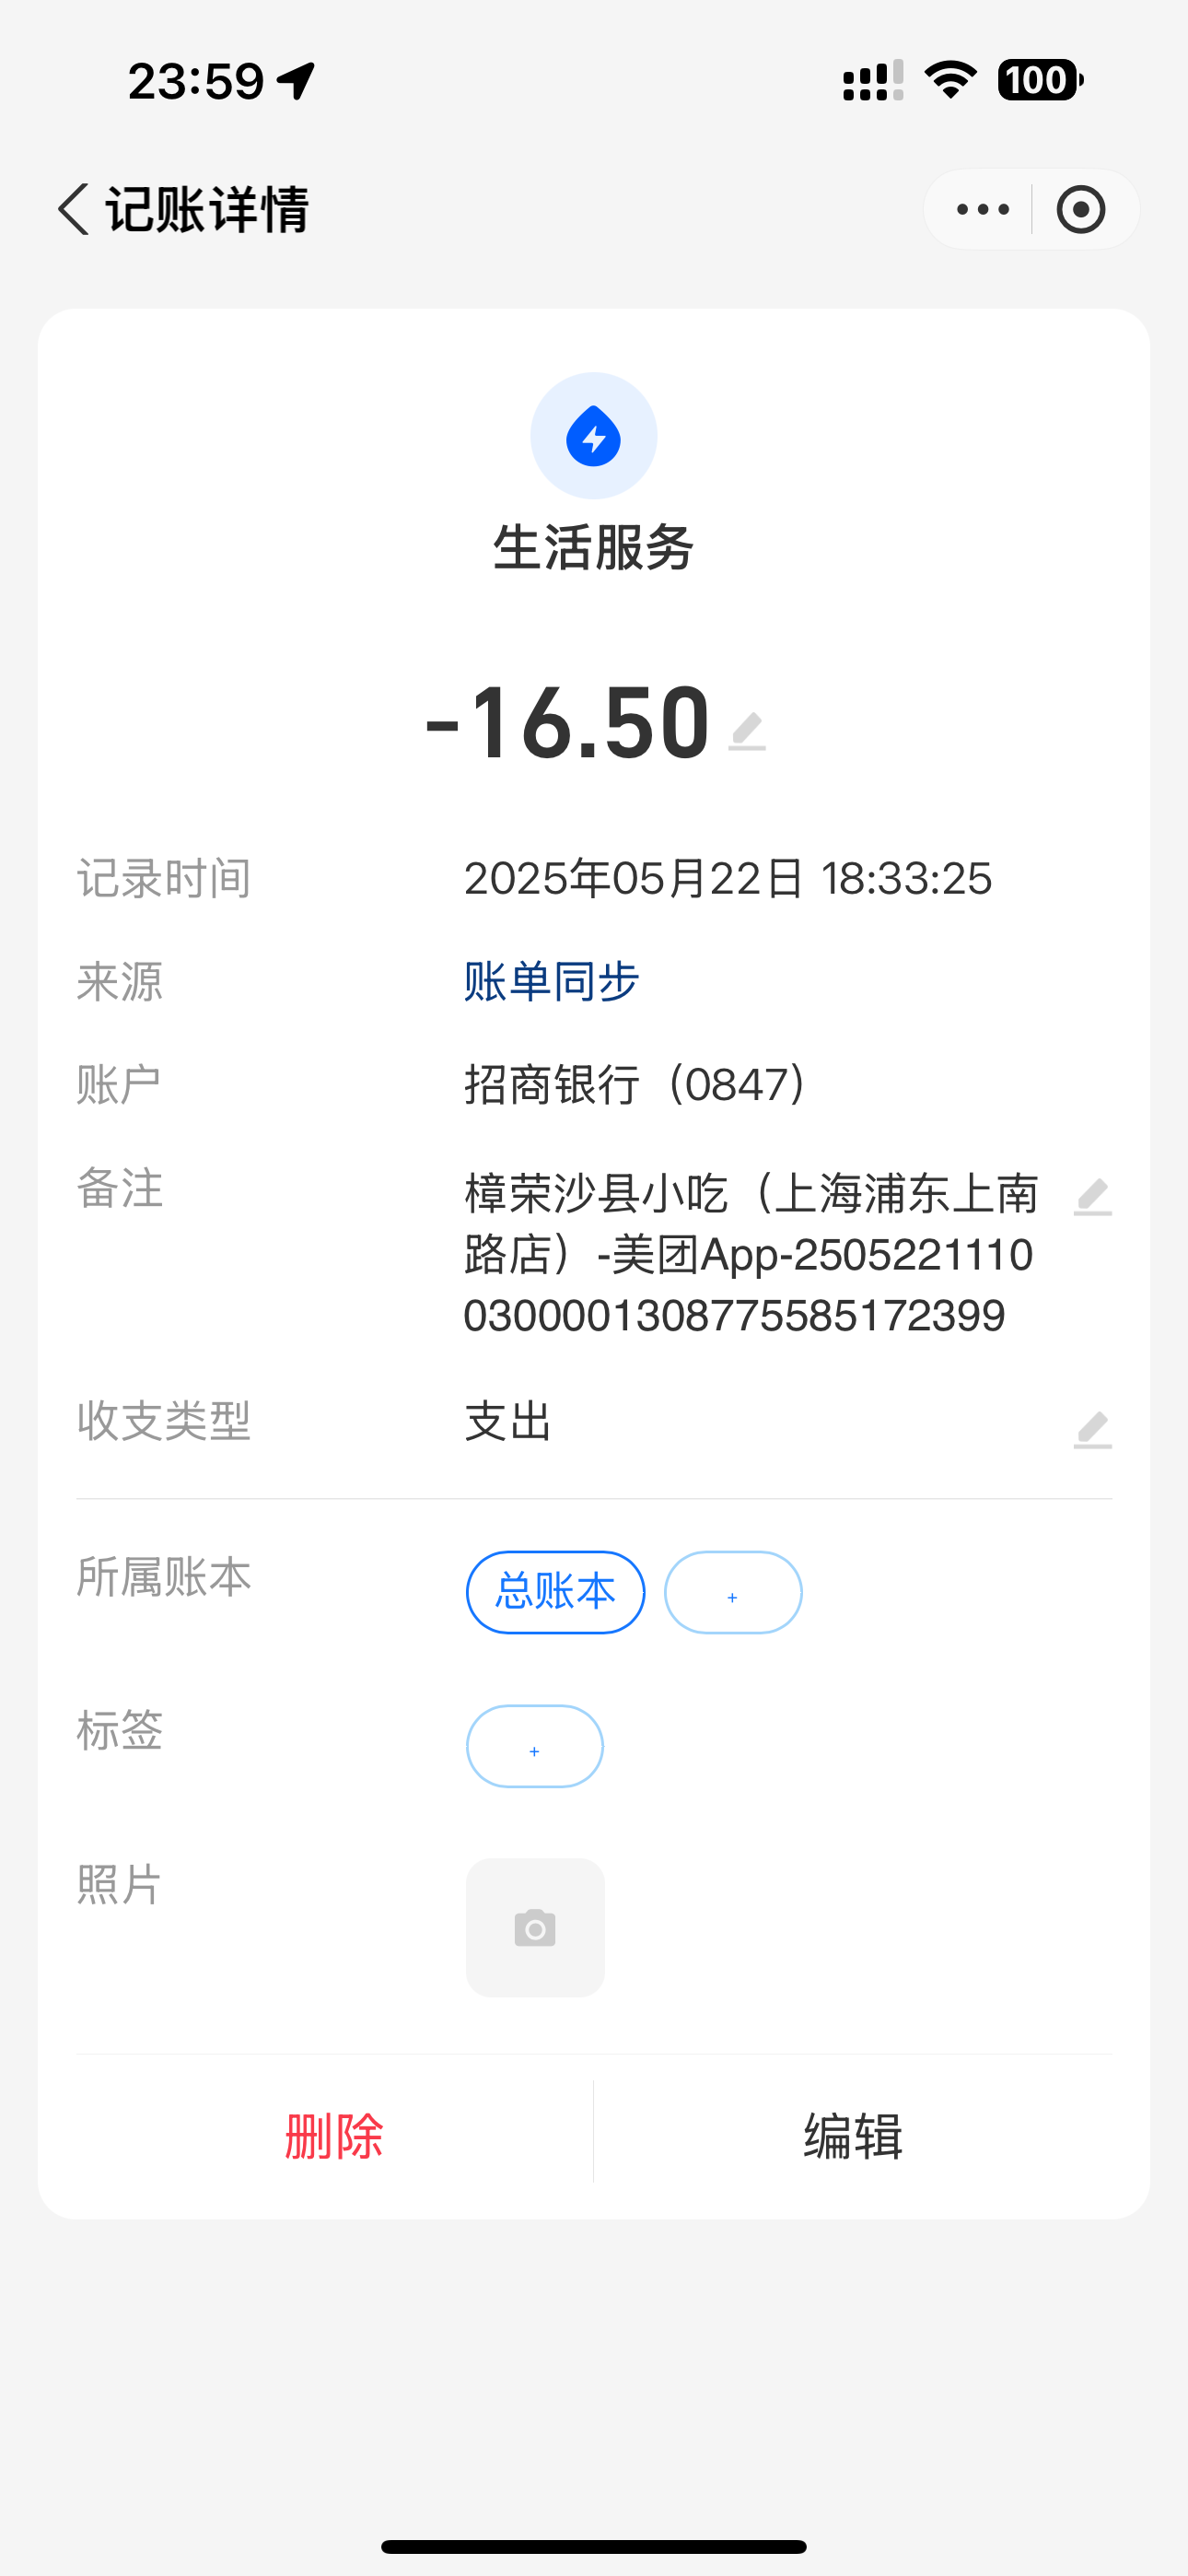 23:59
100
记账详情
生活服务
-16.50
记录时间 2025年05月22日 18:33:25
来源 账单同步
账户 招商银行（0847）
备注 樟荣沙县小吃（上海浦东上南
路店）-美团App-2505221110
0300001308775585172399
收支类型 支出
所属账本 总账本 +
标签 +
照片
删除 编辑